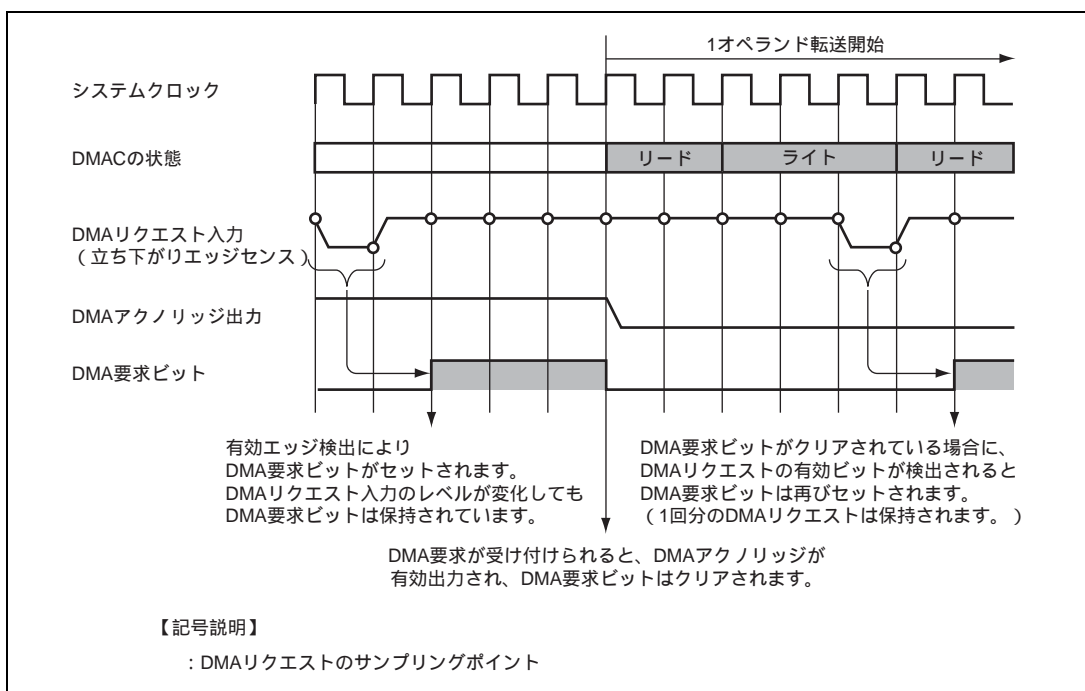 1オペランド転送開始
システムクロック
DMACの状態
リード
ライト
リード
DMAリクエスト入力
（立ち下がりエッジセンス）
DMAアクノリッジ出力
DMA要求ビット
有効エッジ検出により
DMA要求ビットがセットされます。
DMAリクエスト入力のレベルが変化しても
DMA要求ビットは保持されています。
DMA要求ビットがクリアされている場合に、
DMAリクエストの有効ビットが検出されると
DMA要求ビットは再びセットされます。
（1回分のDMAリクエストは保持されます。）
DMA要求が受け付けられると、DMAアクノリッジが
有効出力され、DMA要求ビットはクリアされます。
【記号説明】
：DMAリクエストのサンプリングポイント